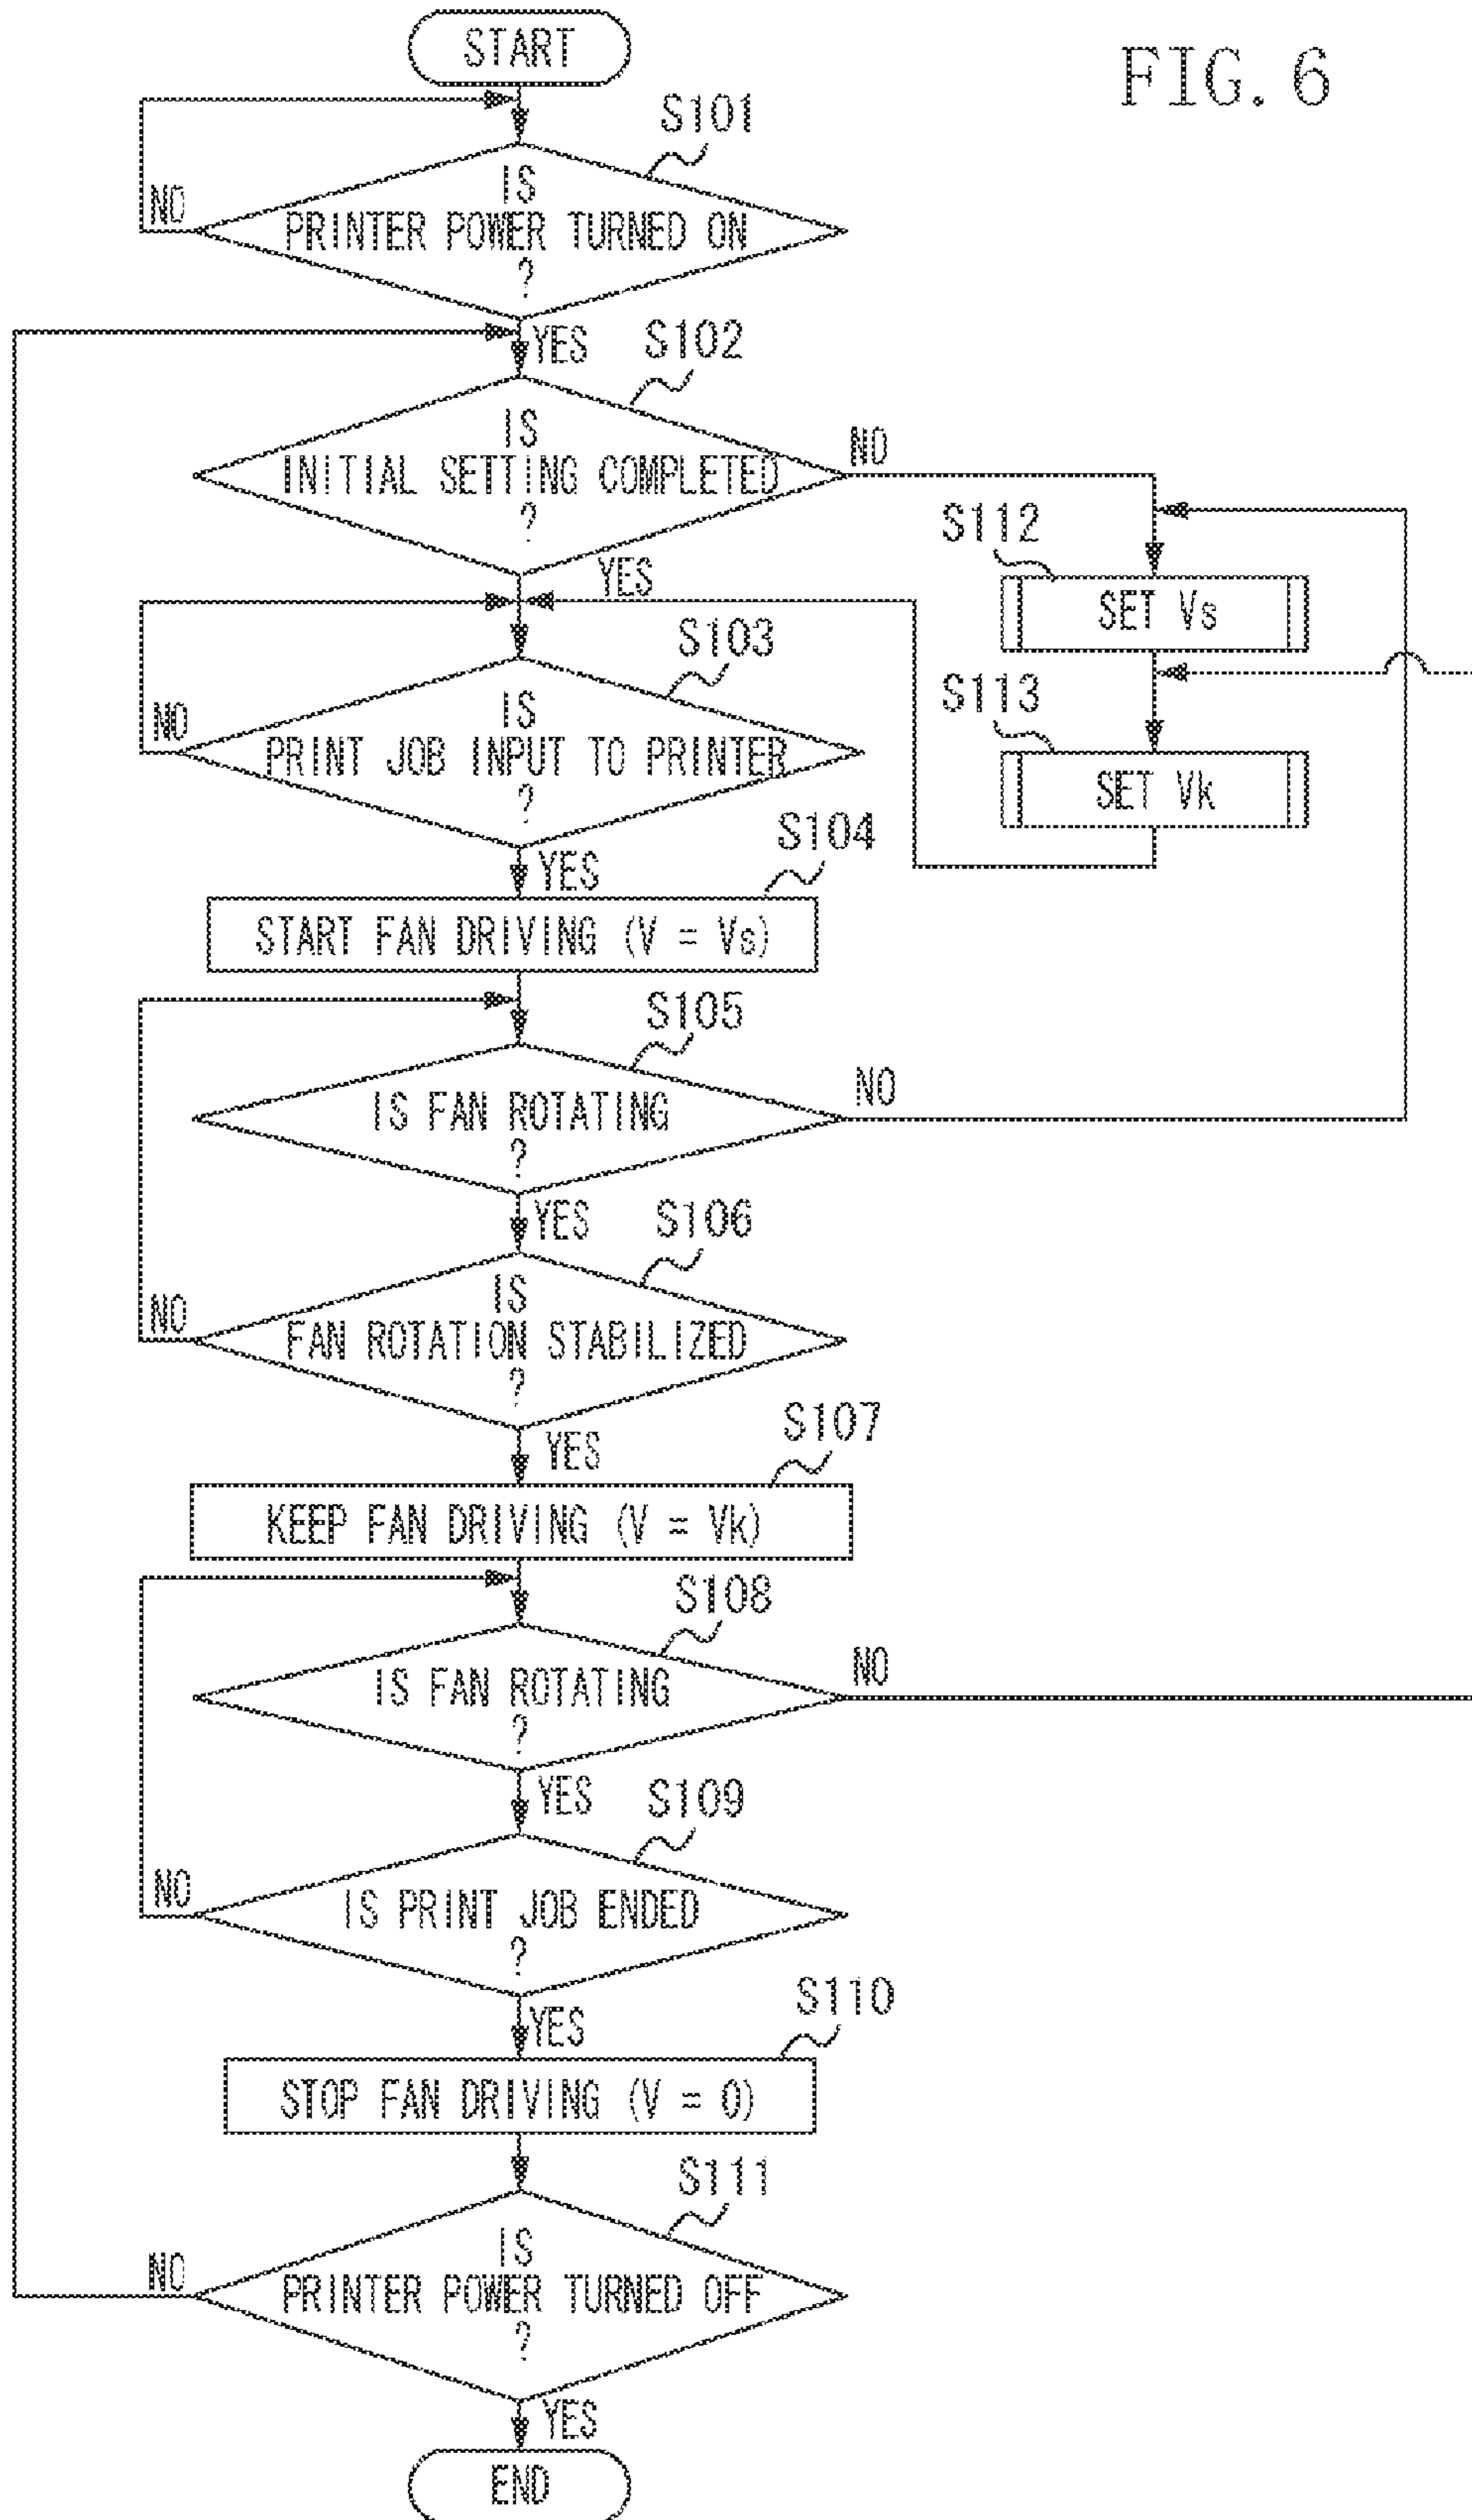 START
FIG. 6
S101
NO
IS
PRINTER POWER TURNED ON
?
YES
S102
IS
INITIAL SETTING COMPLETED
?
NO
YES
S112
SET Vs
S103
NO
IS
PRINT JOB INPUT TO PRINTER
?
S113
SET Vk
YES
S104
START FAN DRIVING (V = Vs)
S105
IS FAN ROTATING
?
NO
YES
S106
NO
IS
FAN ROTATION STABILIZED
?
YES
S107
KEEP FAN DRIVING (V = Vk)
S108
IS FAN ROTATING
?
NO
YES
S109
NO
IS PRINT JOB ENDED
?
YES
S110
STOP FAN DRIVING (V = 0)
S111
NO
IS
PRINTER POWER TURNED OFF
?
YES
END